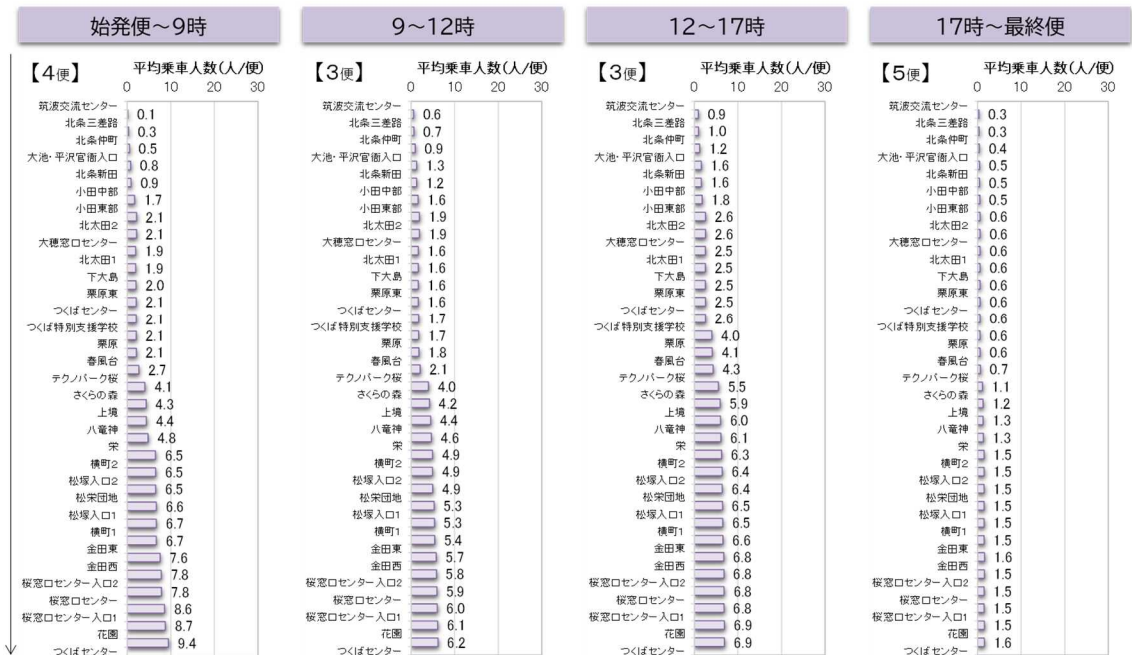 始発便～9時
【4便】
平均乗車人数(人/便)
0 10 20 30
筑波交流センター
0.1
北条三差路
0.3
北条仲町
0.5
大池・平沢官衙入口
0.8
北条新田
0.9
小田中部
1.7
小田東部
2.1
北太田2
2.1
大穂窓口センター
1.9
北太田1
1.9
下大島
2.0
栗原東
2.1
つくばセンター
2.1
つくば特別支援学校
2.1
栗原
2.1
春風台
2.7
テクノパーク桜
4.1
さくらの森
4.3
上境
4.4
八竜神
4.8
栄
6.5
横町2
6.5
松塚入口2
6.5
松栄団地
6.6
松塚入口1
6.7
横町1
6.7
金田東
7.6
金田西
7.8
桜窓口センター入口2
7.8
桜窓口センター
8.6
桜窓口センター入口1
8.7
花園
9.4
つくばセンター
9～12時
【3便】
平均乗車人数(人/便)
0 10 20 30
筑波交流センター
0.6
北条三差路
0.7
北条仲町
0.9
大池・平沢官衙入口
1.3
北条新田
1.2
小田中部
1.6
小田東部
1.9
北太田2
1.9
大穂窓口センター
1.6
北太田1
1.6
下大島
1.6
栗原東
1.6
つくばセンター
1.7
つくば特別支援学校
1.7
栗原
1.8
春風台
2.1
テクノパーク桜
4.0
さくらの森
4.2
上境
4.4
八竜神
4.6
栄
4.9
横町2
4.9
松塚入口2
4.9
松栄団地
5.3
松塚入口1
5.3
横町1
5.4
金田東
5.7
金田西
5.8
桜窓口センター入口2
5.9
桜窓口センター
6.0
桜窓口センター入口1
6.1
花園
6.2
つくばセンター
12～17時
【3便】
平均乗車人数(人/便)
0 10 20 30
筑波交流センター
0.9
北条三差路
1.0
北条仲町
1.2
大池・平沢官衙入口
1.6
北条新田
1.6
小田中部
1.8
小田東部
2.6
北太田2
2.6
大穂窓口センター
2.5
北太田1
2.5
下大島
2.5
栗原東
2.5
つくばセンター
2.6
つくば特別支援学校
4.0
栗原
4.1
春風台
4.3
テクノパーク桜
5.5
さくらの森
5.9
上境
6.0
八竜神
6.1
栄
6.3
横町2
6.4
松塚入口2
6.4
松栄団地
6.5
松塚入口1
6.5
横町1
6.6
金田東
6.8
金田西
6.8
桜窓口センター入口2
6.8
桜窓口センター
6.8
桜窓口センター入口1
6.9
花園
6.9
つくばセンター
17時～最終便
【5便】
平均乗車人数(人/便)
0 10 20 30
筑波交流センター
0.3
北条三差路
0.3
北条仲町
0.4
大池・平沢官衙入口
0.5
北条新田
0.5
小田中部
0.5
小田東部
0.6
北太田2
0.6
大穂窓口センター
0.6
北太田1
0.6
下大島
0.6
栗原東
0.6
つくばセンター
0.6
つくば特別支援学校
0.6
栗原
0.6
春風台
0.7
テクノパーク桜
1.1
さくらの森
1.2
上境
1.3
八竜神
1.3
栄
1.5
横町2
1.5
松塚入口2
1.5
松栄団地
1.5
松塚入口1
1.5
横町1
1.5
金田東
1.6
金田西
1.5
桜窓口センター入口2
1.5
桜窓口センター
1.5
桜窓口センター入口1
1.5
花園
1.6
つくばセンター